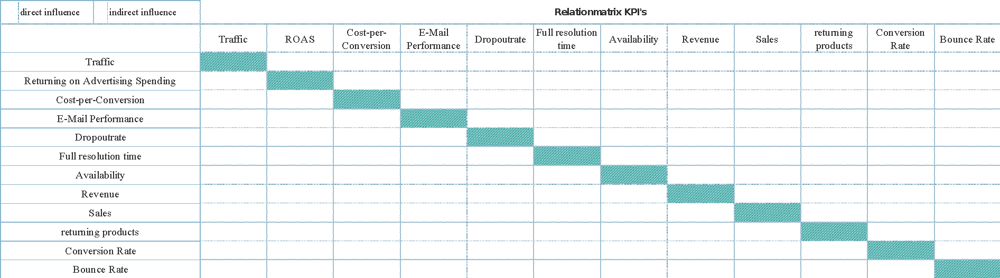 direct influence indirect influence Relationmatrix KPI's
Traffic ROAS Cost-per-Conversion E-Mail Performance Dropoutrate Full resolution time Availability Revenue Sales returning products Conversion Rate Bounce Rate
Traffic
Returning on Advertising Spending
Cost-per-Conversion
E-Mail Performance
Dropoutrate
Full resolution time
Availability
Revenue
Sales
returning products
Conversion Rate
Bounce Rate